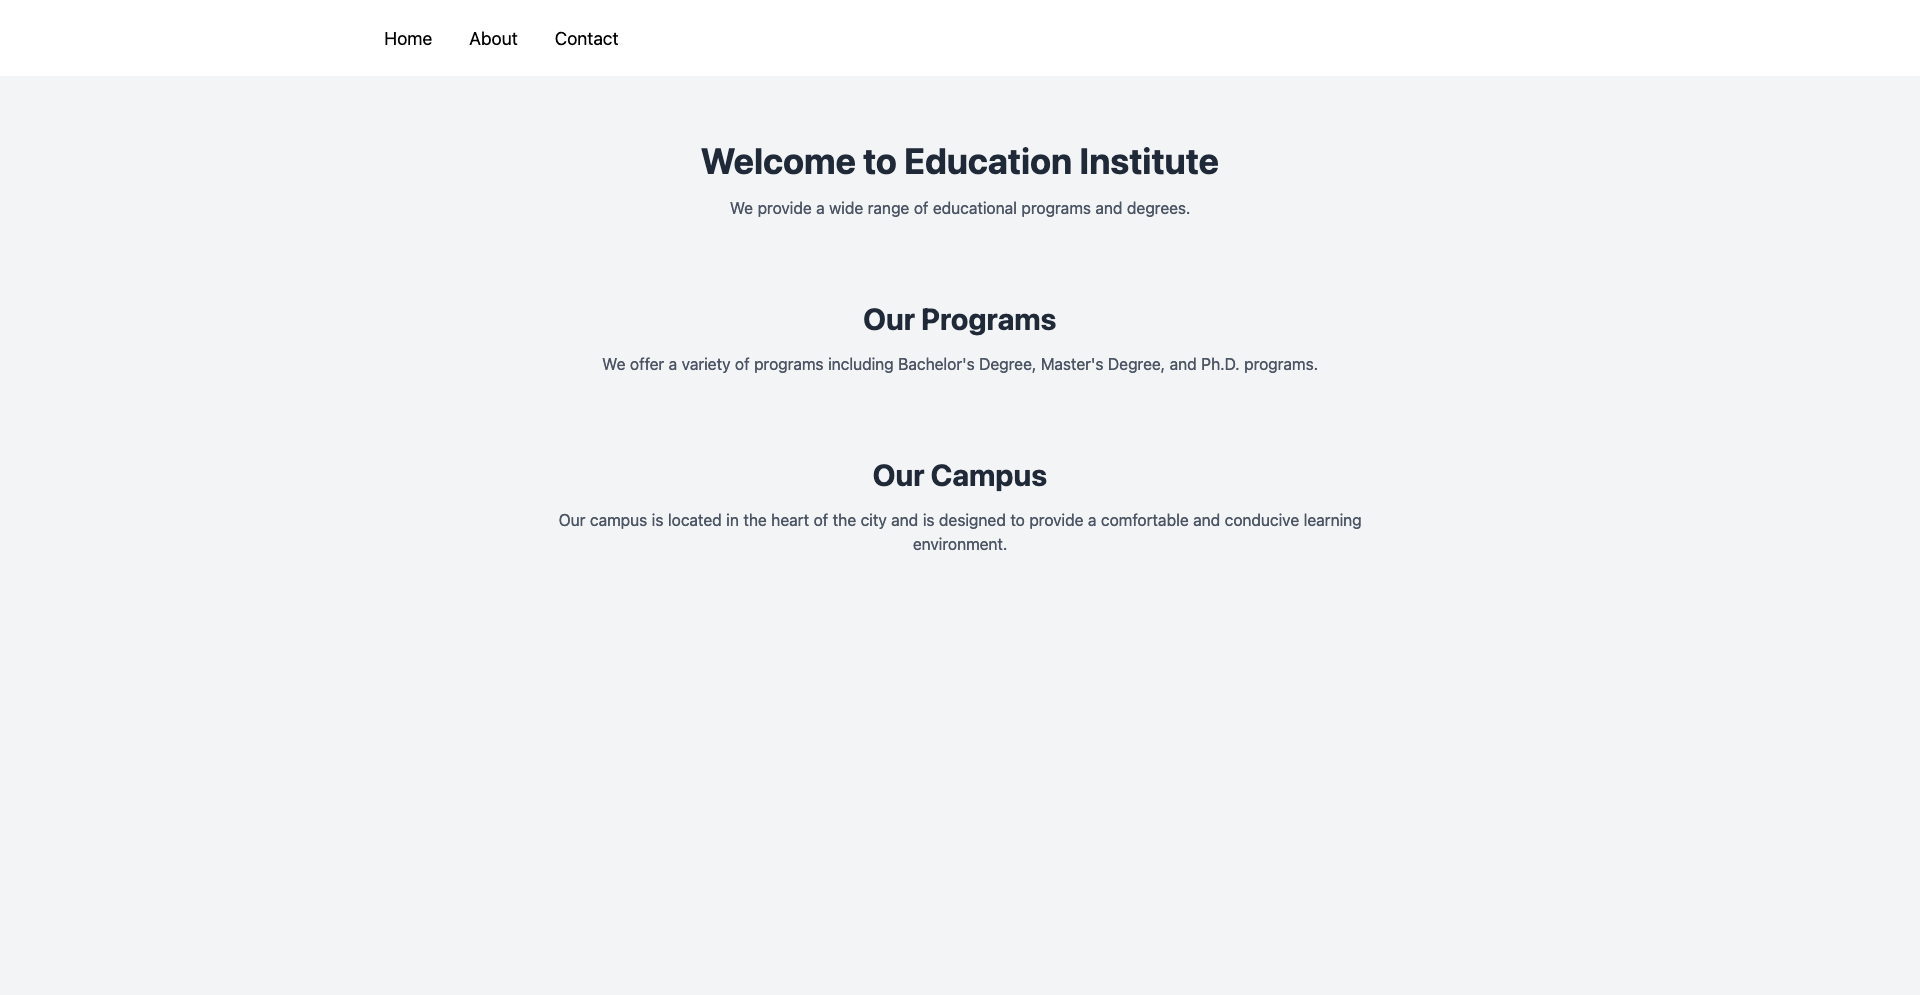 Home About Contact
Welcome to Education Institute
We provide a wide range of educational programs and degrees.
Our Programs
We offer a variety of programs including Bachelor's Degree, Master's Degree, and Ph.D. programs.
Our Campus
Our campus is located in the heart of the city and is designed to provide a comfortable and conducive learning
environment.